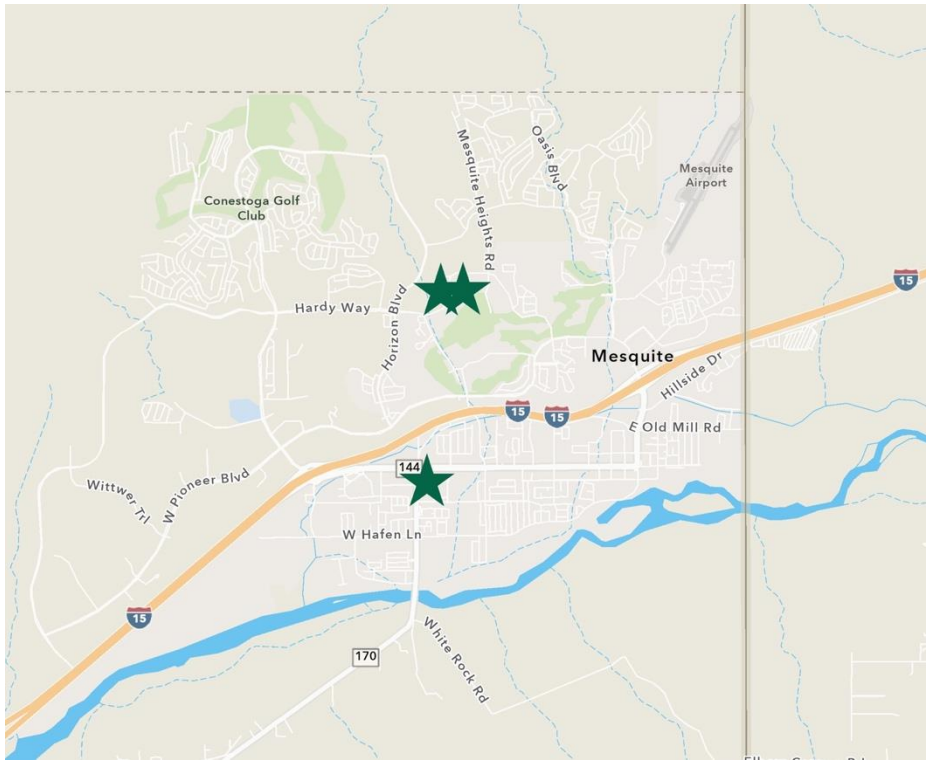 Mesquite Heights Rd
Oasis Blvd
Mesquite
Airport
Conestoga Golf
Club
15
Hardy Way
Horizon Blvd
Mesquite
Hillside Dr
15
15
E Old Mill Rd
144
W Pioneer Blvd
Wittwer Trl
W Hafen Ln
15
White Rock Rd
170